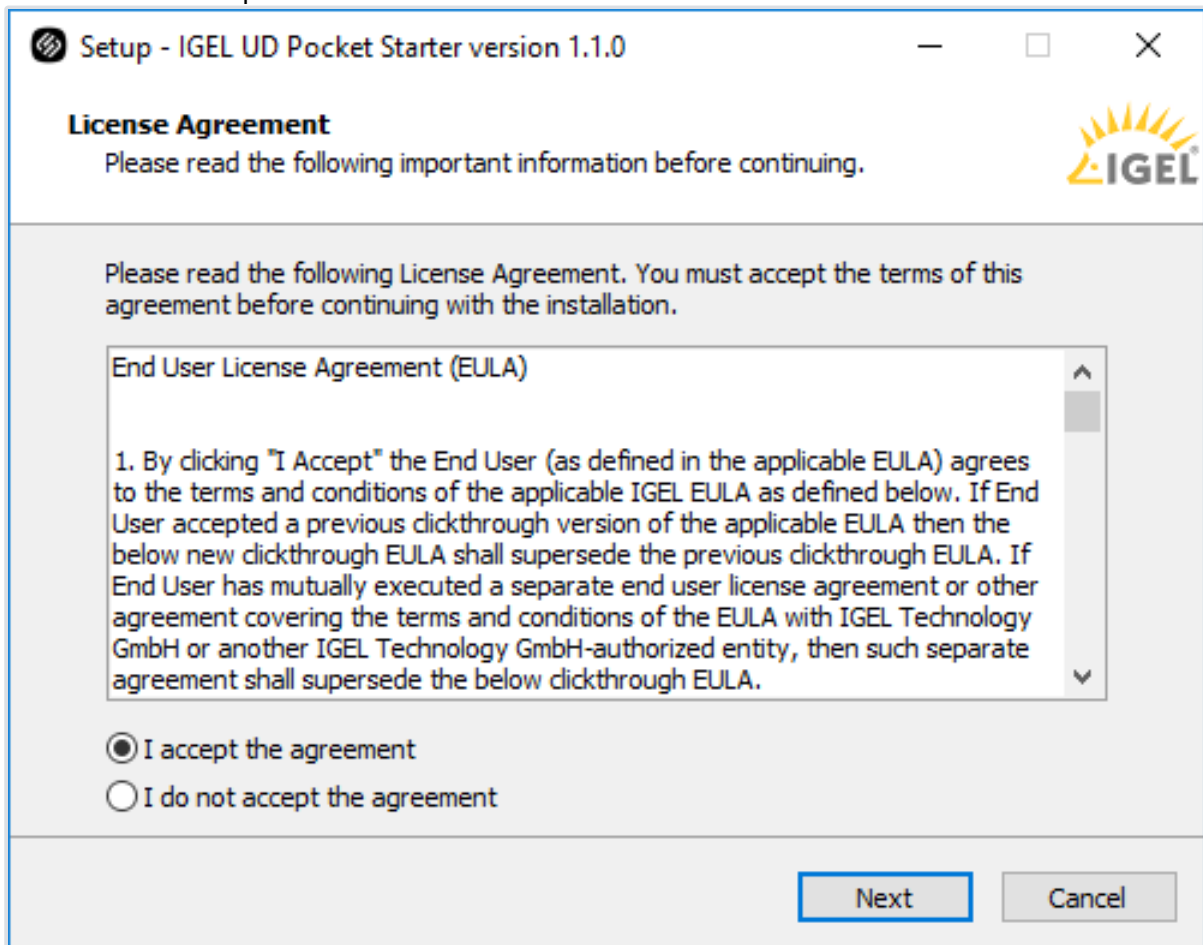 Setup - IGEL UD Pocket Starter version 1.1.0
License Agreement
Please read the following important information before continuing.
IGEL
Please read the following License Agreement. You must accept the terms of this
agreement before continuing with the installation.
End User License Agreement (EULA)
1. By clicking "I Accept" the End User (as defined in the applicable EULA) agrees
to the terms and conditions of the applicable IGEL EULA as defined below. If End
User accepted a previous clickthrough version of the applicable EULA then the
below new clickthrough EULA shall supersede the previous clickthrough EULA. If
End User has mutually executed a separate end user license agreement or other
agreement covering the terms and conditions of the EULA with IGEL Technology
GmbH or another IGEL Technology GmbH-authorized entity, then such separate
agreement shall supersede the below clickthrough EULA.
I accept the agreement
I do not accept the agreement
Next
Cancel